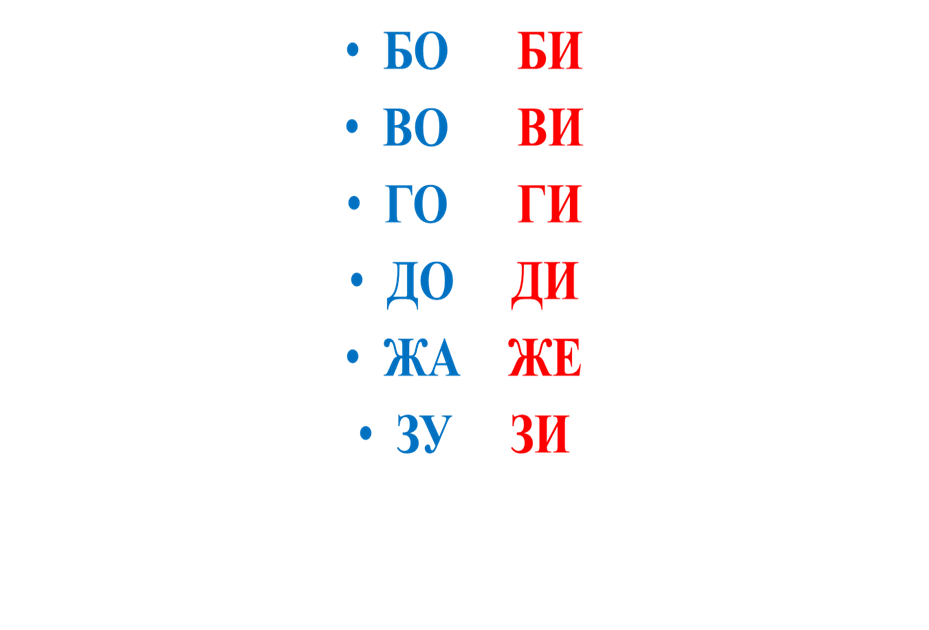 • БО БИ
• ВО ВИ
• ГО ГИ
• ДО ДИ
• ЖА ЖЕ
• ЗУ ЗИ